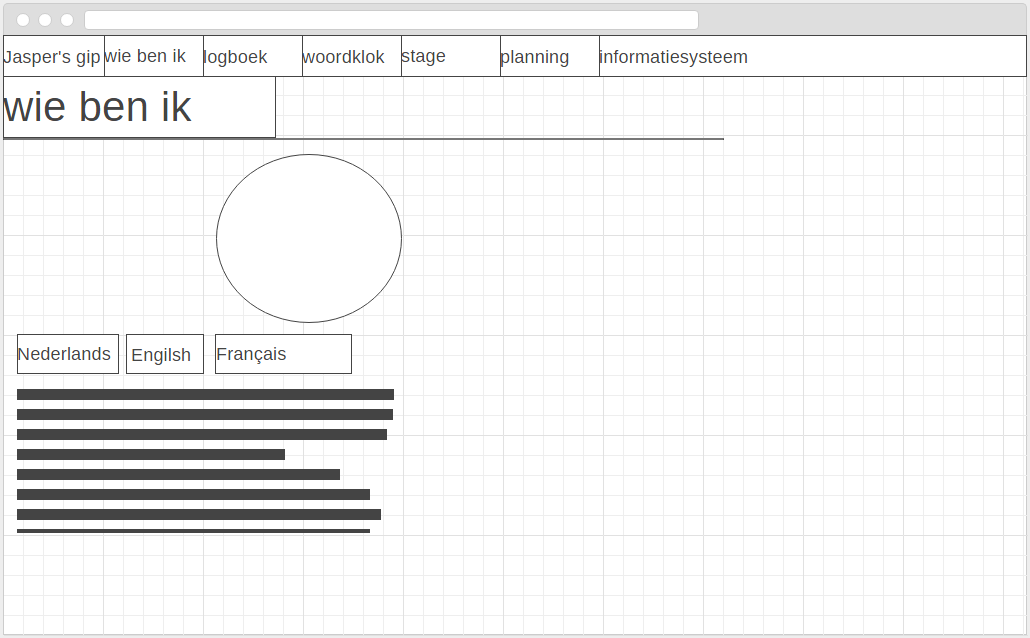 Jasper's gip wie ben ik logboek woordklok stage planning informatiesysteem
wie ben ik
Nederlands Engilsh Français